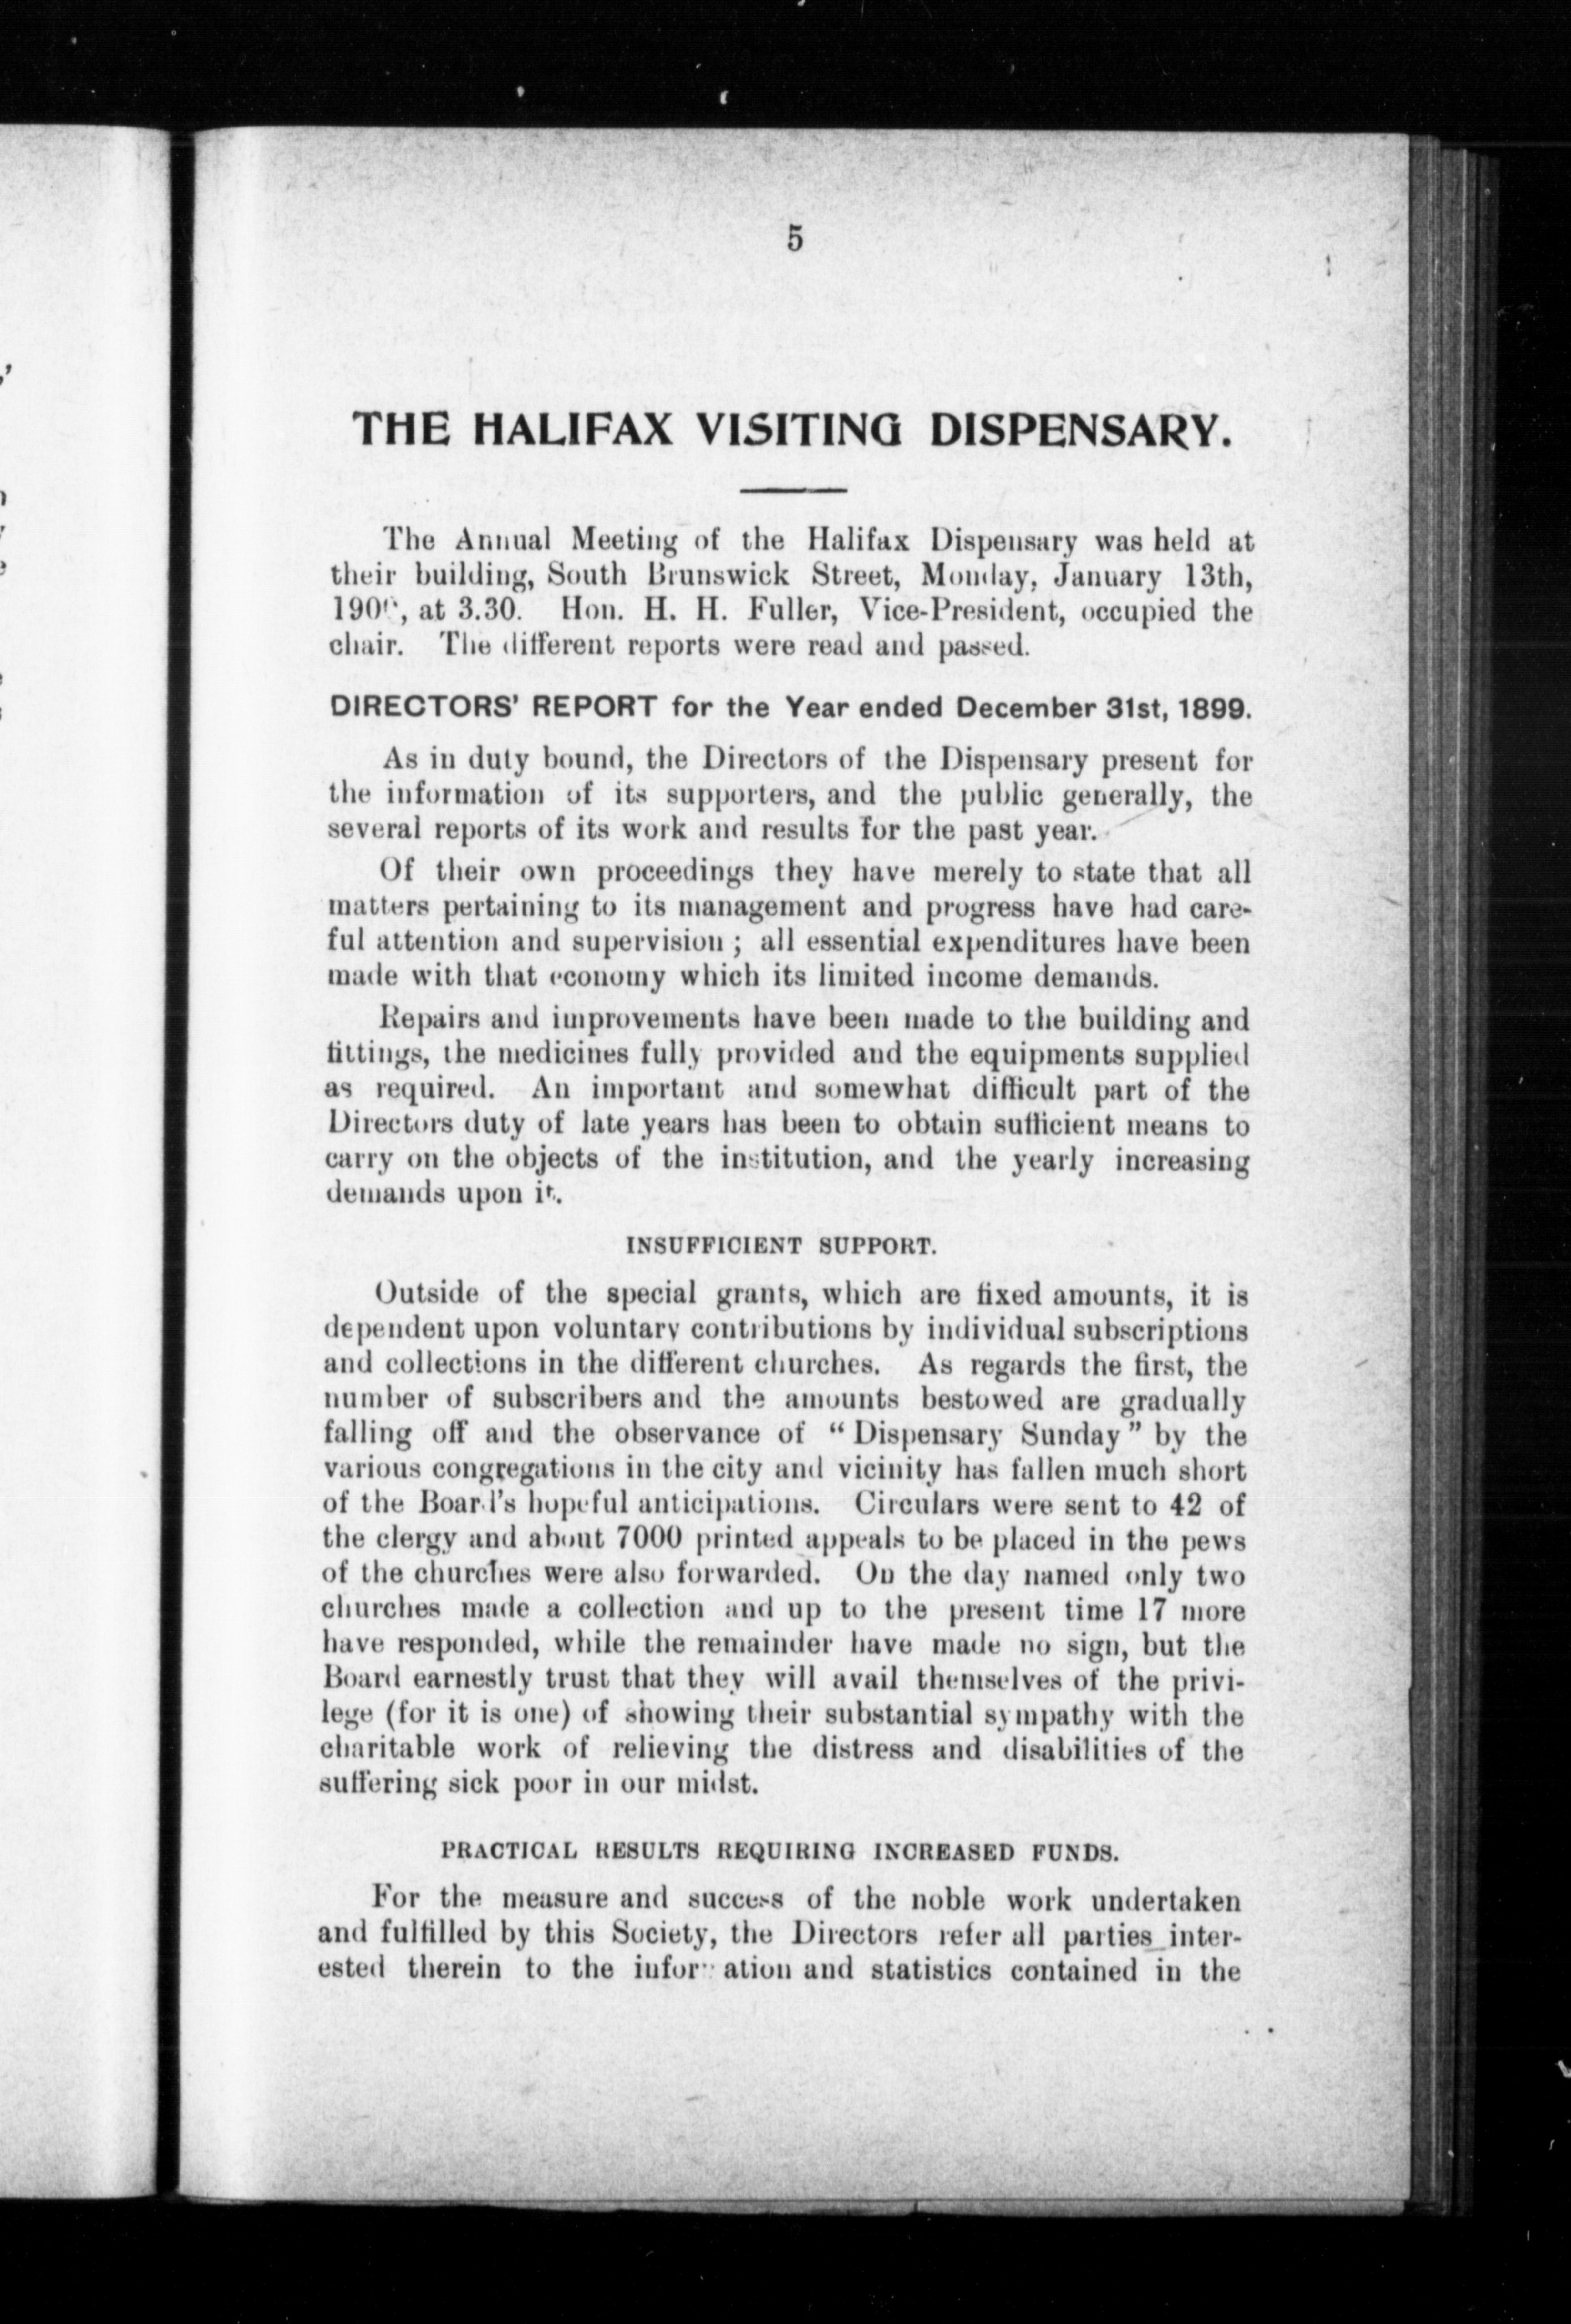 5
THE HALIFAX VISITING DISPENSARY.
The Annual Meeting of the Halifax Dispensary was held at
their building, South Brunswick Street, Monday, January 13th,
at 3.30. Hon. H. H. Fuller, Vice-President, occupied the
chair. The different reports were read and passed.
DIRECTORS' REPORT for the Year ended December 31st, 1899.
As in duty bound, the Directors of the Dispensary present for
the information of its supporters, and the public generally, the
several reports of its work and results for the past year.
Of their own proceedings they have merely to state that all
matters pertaining to its management and progress have had care-
ful attention and supervision ; all essential expenditures have been
made with that economy which its limited income demands.
Repairs and improvements have been made to the building and
fittings, the medicines fully provided and the equipments supplied
as required. An important and somewhat difficult part of the
Directors duty of late years has been to obtain sufficient means to
carry on the objects of the institution, and the yearly increasing
demands upon it.
INSUFFICIENT SUPPORT.
Outside of the special grants, which are fixed amounts, it is
dependent upon voluntary contributions by individual subscriptions
and collections in the different churches. As regards the first, the
number of subscribers and the amounts bestowed are gradually
falling off and the observance of " Dispensary Sunday " by the
various congregations in the city and vicinity has fallen much short
of the Board's hopeful anticipations. Circulars were sent to 42 of
the clergy and about 7000 printed appeals to be placed in the pews
of the churches were also forwarded. On the day named only two
churches made a collection and up to the present time 17 more
have responded, while the remainder have made no sign, but the
Board earnestly trust that they will avail themselves of the privi-
lege (for it is one) of showing their substantial sympathy with the
charitable work of relieving the distress and disabilities of the
suffering sick poor in our midst.
PRACTICAL RESULTS REQUIRING INCREASED FUNDS.
For the measure and success of the noble work undertaken
and fulfilled by this Society, the Directors refer all parties inter-
ested therein to the information and statistics contained in the